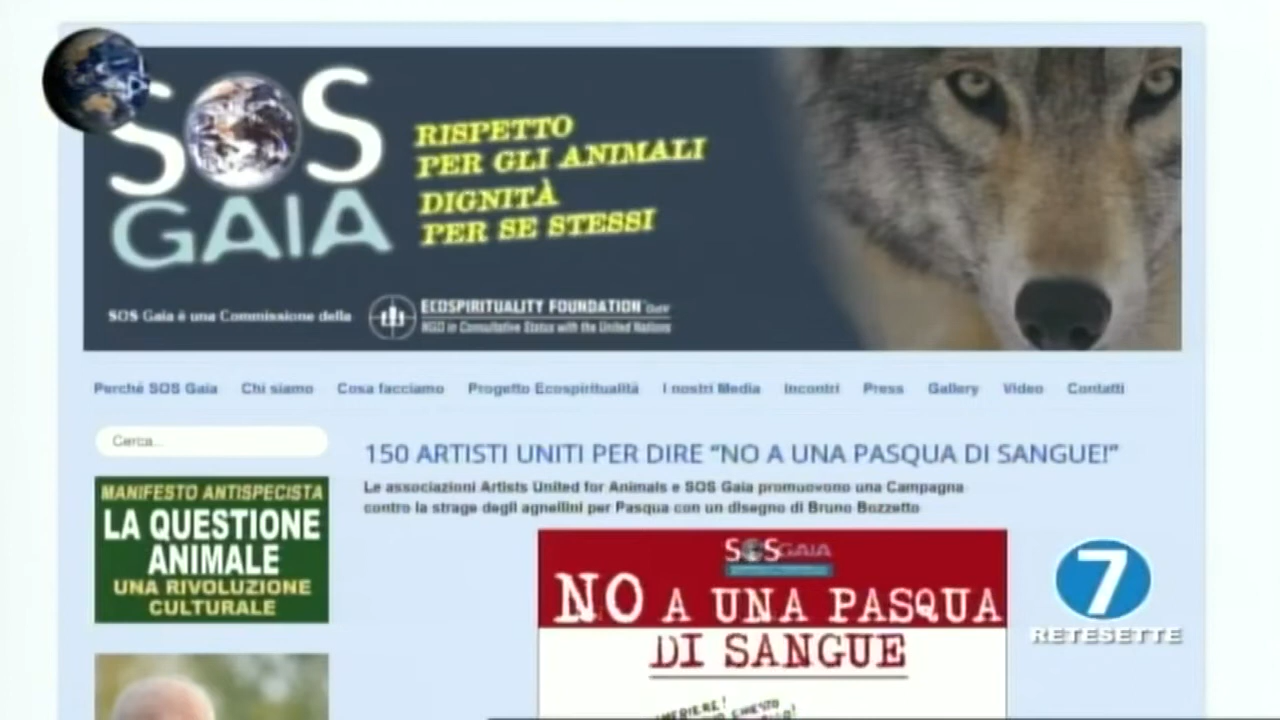 SOS
GAIA
RISPETTO
PER GLI ANIMALI
DIGNITÀ
PER SE STESSI
SOS Gaia è una Commissione della
ECOSPIRITUALITY FOUNDATION
NGO in Consultative Status with the United Nations
Perché SOS Gaia Chi siamo Cosa facciamo Progetto Ecospiritualità I nostri Media Incontri Press Gallery Video Contatti
Cerca...
MANIFESTO ANTISPECISTA
LA QUESTIONE
ANIMALE
UNA RIVOLUZIONE
CULTURALE
150 ARTISTI UNITI PER DIRE “NO A UNA PASQUA DI SANGUE!”
Le associazioni Artists United for Animals e SOS Gaia promuovono una Campagna
contro la strage degli agnellini per Pasqua con un disegno di Bruno Bozzetto
SOS GAIA
NO A UNA PASQUA
DI SANGUE
7
RETESETTE